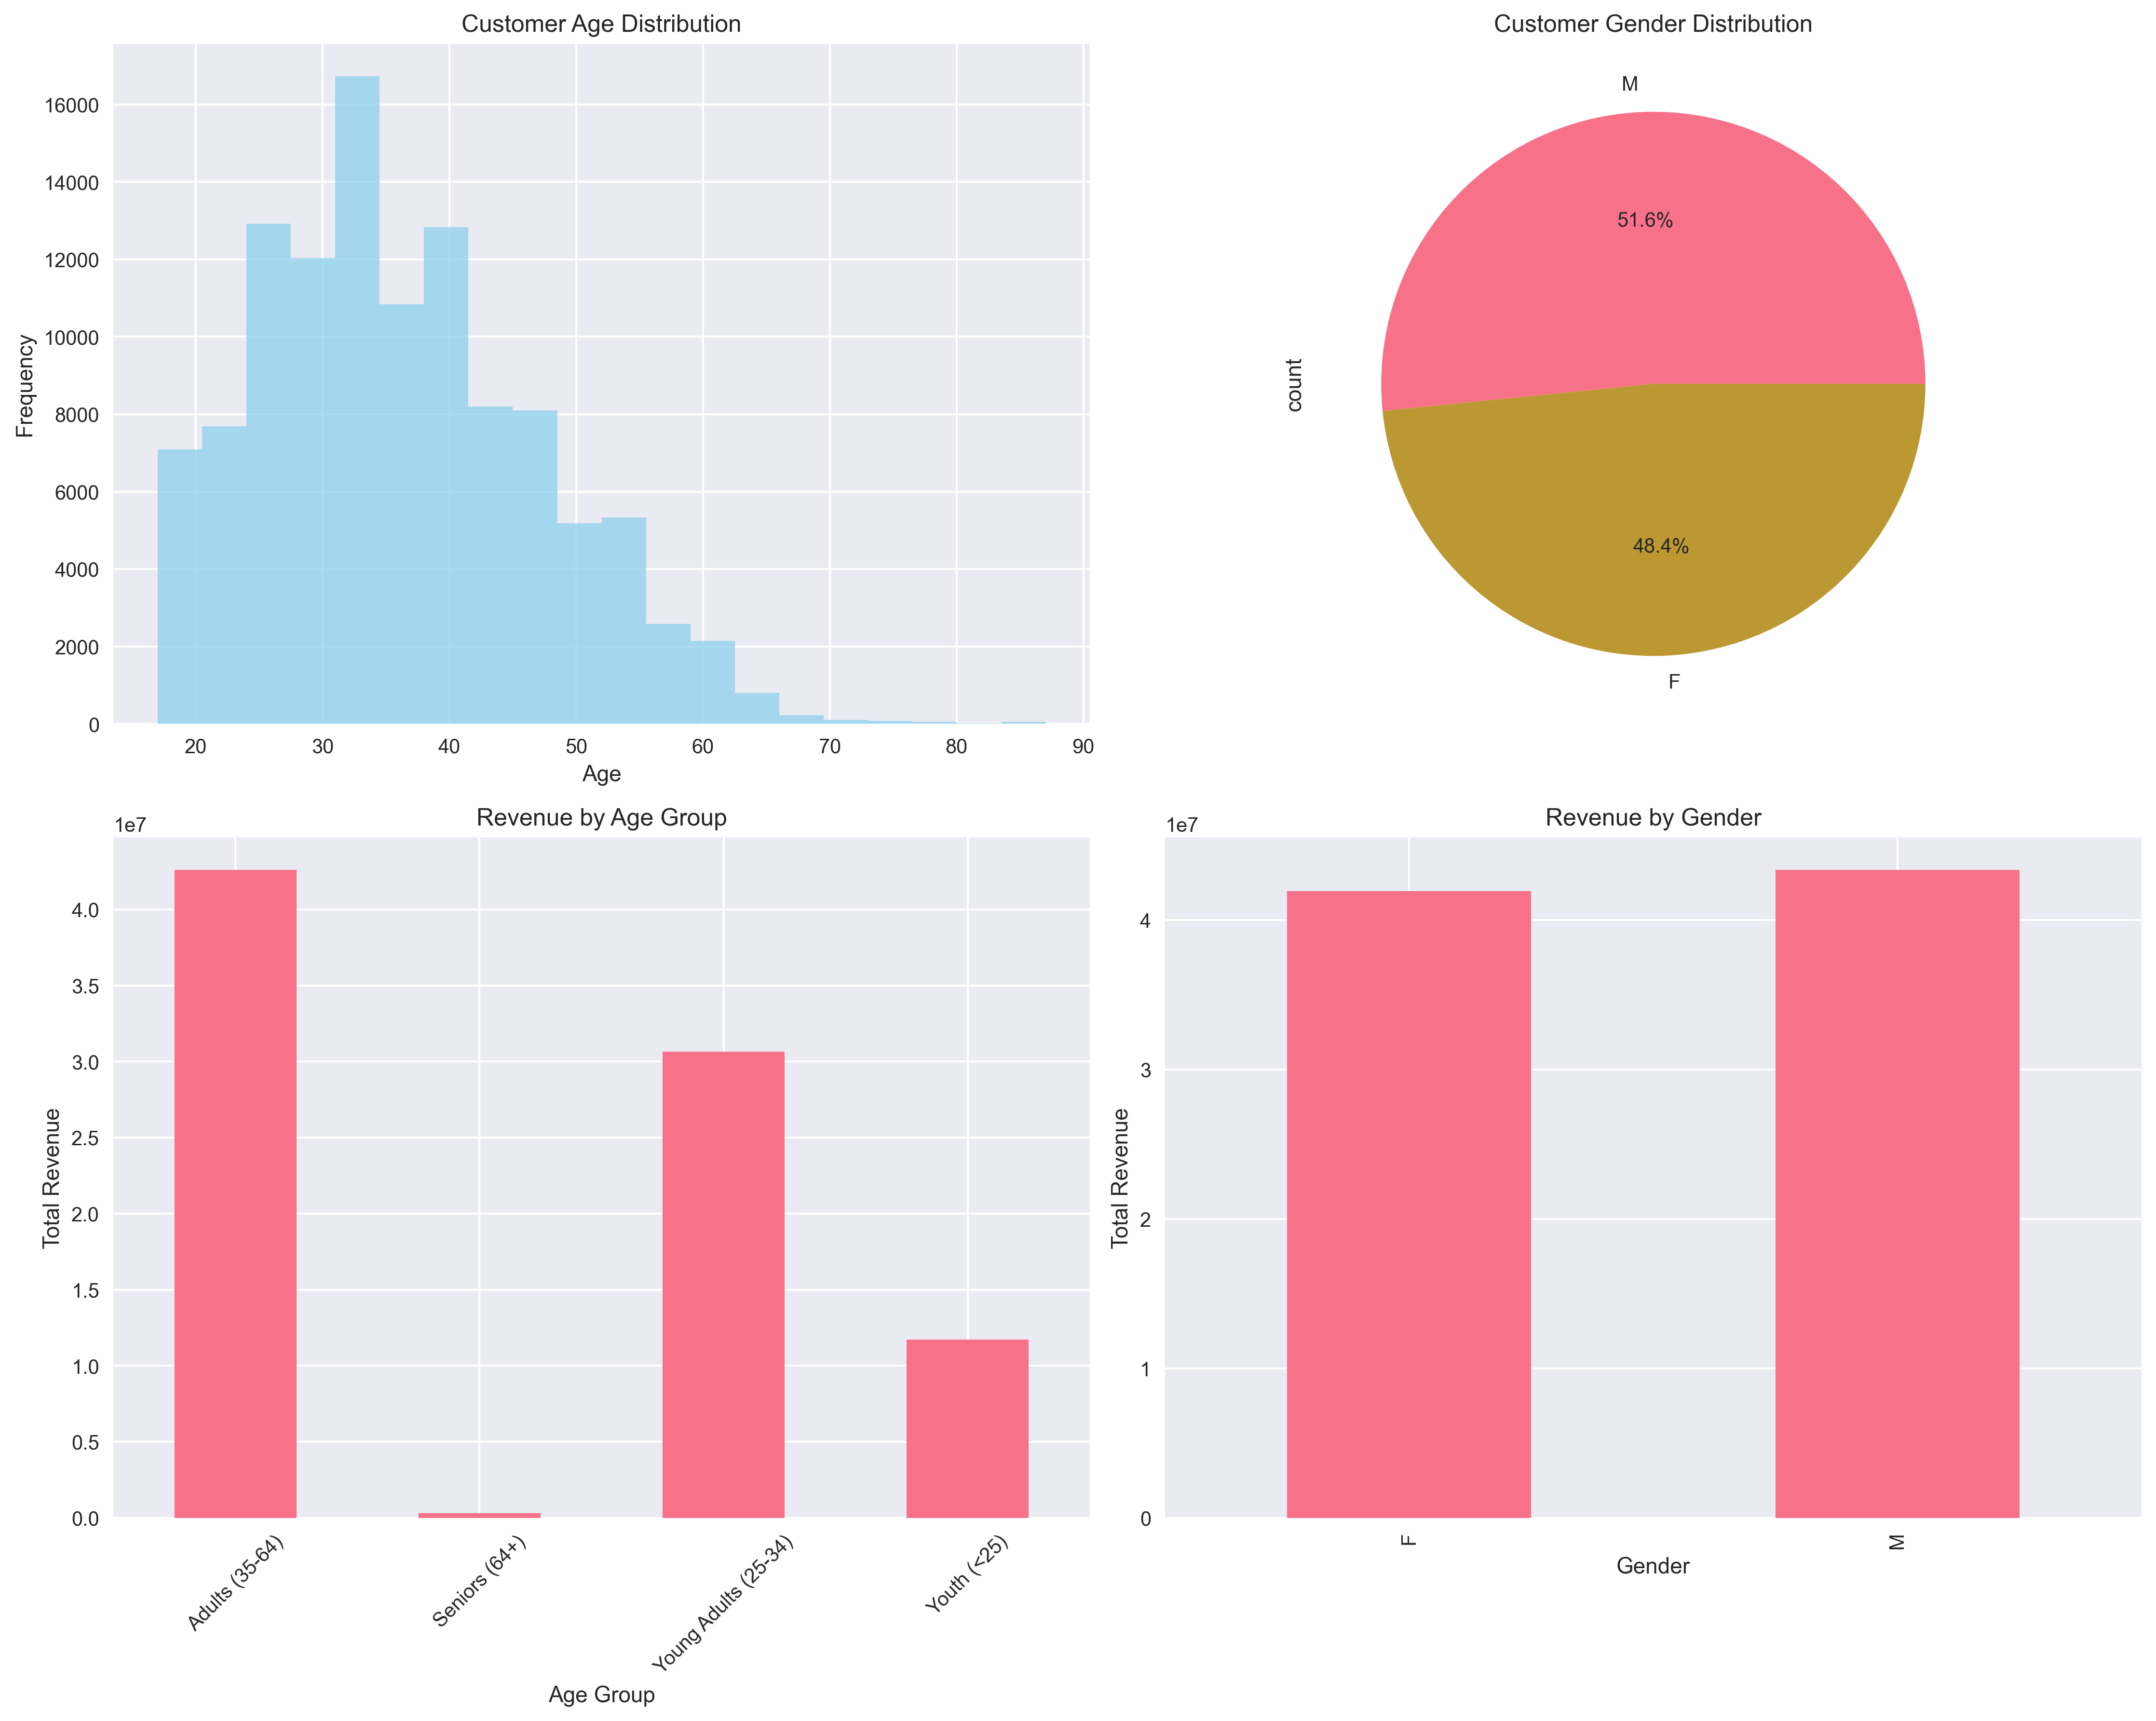 Customer Age Distribution
16000
14000
12000
10000
8000
6000
4000
2000
0
Frequency
20 30 40 50 60 70 80 90
Age
Customer Gender Distribution
M
51.6%
count
48.4%
F
Revenue by Age Group
1e7
4.0
3.5
3.0
2.5
2.0
1.5
1.0
0.5
0.0
Total Revenue
Adults (35-64)
Seniors (64+)
Young Adults (25-34)
Youth (<25)
Age Group
Revenue by Gender
1e7
4
3
2
1
0
Total Revenue
F
M
Gender